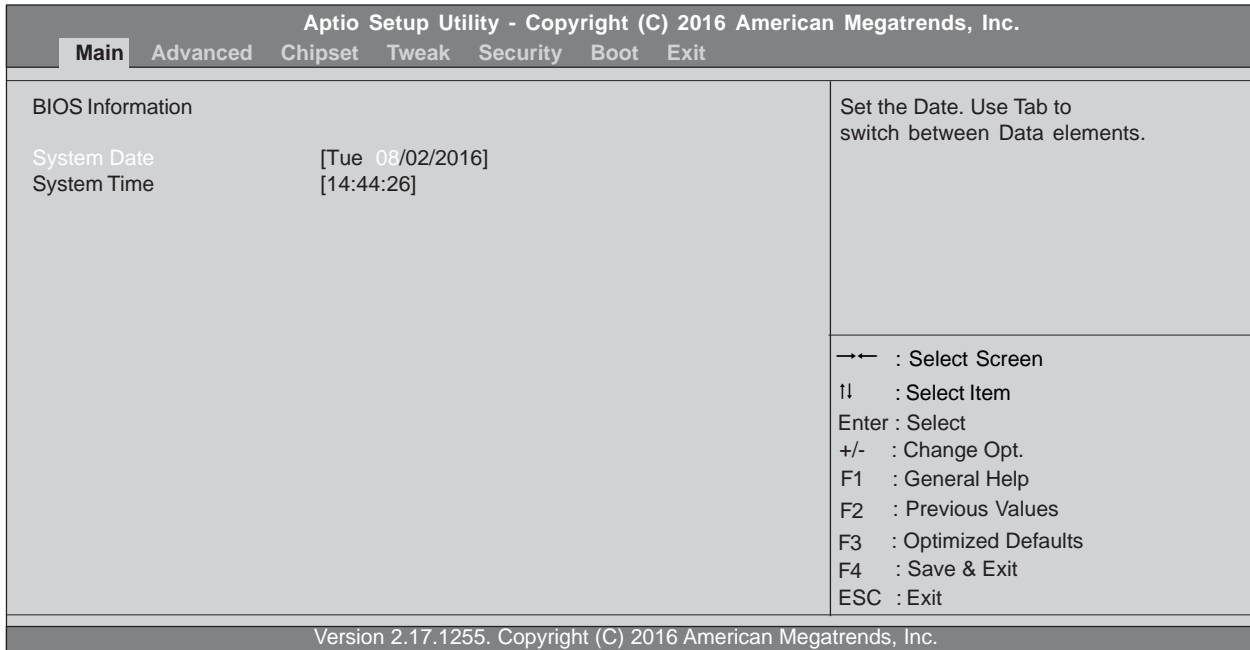 Aptio Setup Utility - Copyright (C) 2016 American Megatrends, Inc.
Main Advanced Chipset Tweak Security Boot Exit
BIOS Information
System Date [Tue 08/02/2016]
System Time [14:44:26]
Set the Date. Use Tab to
switch between Data elements.
→← : Select Screen
↑↓ : Select Item
Enter : Select
+/- : Change Opt.
F1 : General Help
F2 : Previous Values
F3 : Optimized Defaults
F4 : Save & Exit
ESC : Exit
Version 2.17.1255. Copyright (C) 2016 American Megatrends, Inc.